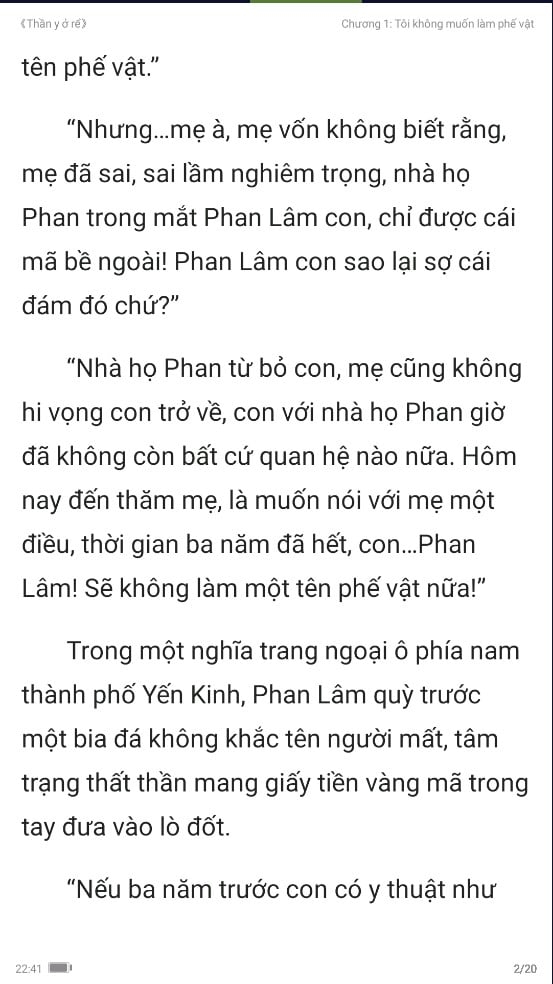 《Thần y ở rể》
Chương 1: Tôi không muốn làm phế vật
tên phế vật.”
“Nhưng...mẹ à, mẹ vốn không biết rằng,
mẹ đã sai, sai lầm nghiêm trọng, nhà họ
Phan trong mắt Phan Lâm con, chỉ được cái
mã bề ngoài! Phan Lâm con sao lại sợ cái
đám đó chứ?”
“Nhà họ Phan từ bỏ con, mẹ cũng không
hi vọng con trở về, con với nhà họ Phan giờ
đã không còn bất cứ quan hệ nào nữa. Hôm
nay đến thăm mẹ, là muốn nói với mẹ một
điều, thời gian ba năm đã hết, con...Phan
Lâm! Sẽ không làm một tên phế vật nữa!”
Trong một nghĩa trang ngoại ô phía nam
thành phố Yến Kinh, Phan Lâm quỳ trước
một bia đá không khắc tên người mất, tâm
trạng thất thần mang giấy tiền vàng mã trong
tay đưa vào lò đốt.
“Nếu ba năm trước con có y thuật như
22:41
2/20